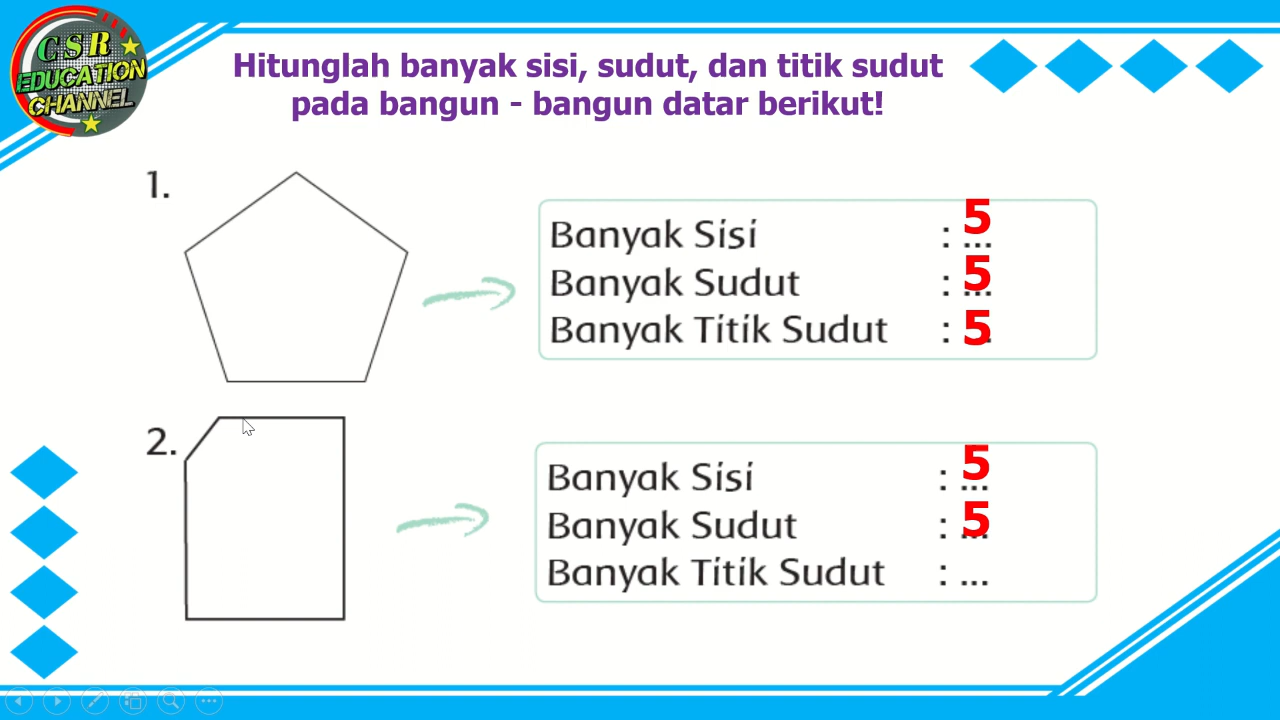 CSR
EDUCATION
CHANNEL
Hitunglah banyak sisi, sudut, dan titik sudut
pada bangun - bangun datar berikut!
1.
Banyak Sisi : ... 5
Banyak Sudut : ... 5
Banyak Titik Sudut : ... 5
2.
Banyak Sisi : ... 5
Banyak Sudut : ... 5
Banyak Titik Sudut : ...